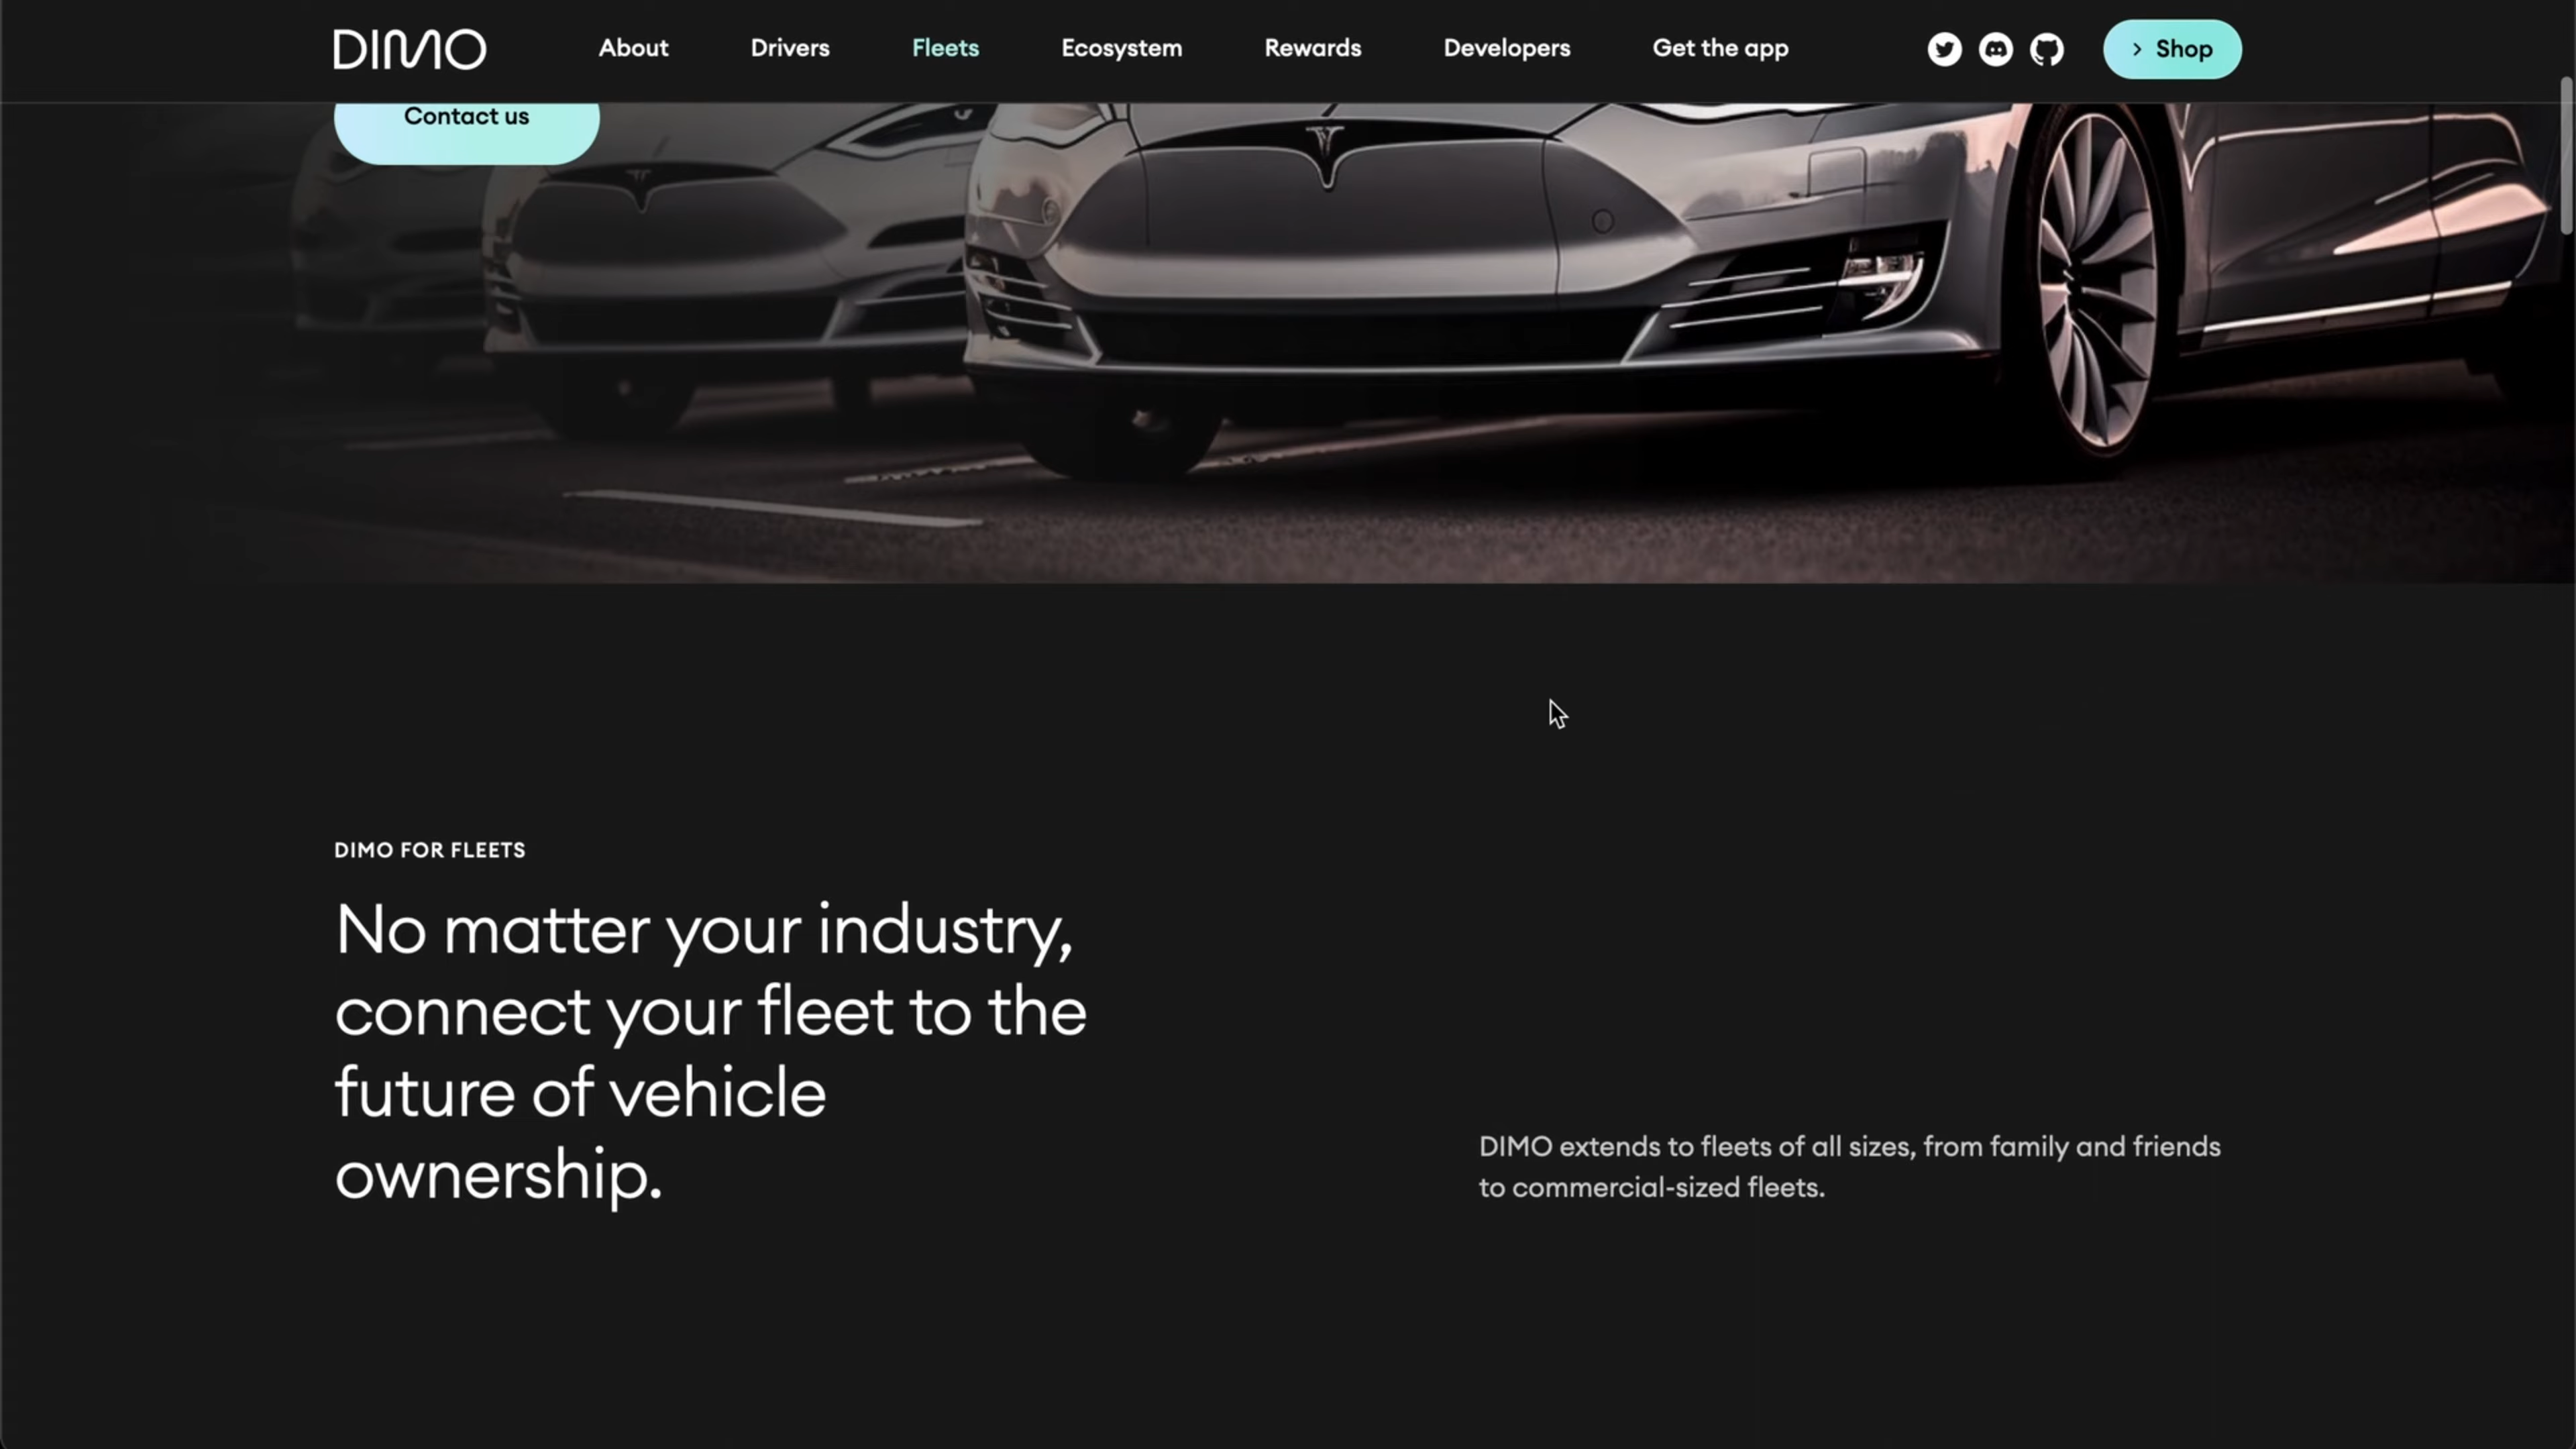 DIMO
About
Drivers
Fleets
Ecosystem
Rewards
Developers
Get the app
Shop
Contact us
DIMO FOR FLEETS
No matter your industry,
connect your fleet to the
future of vehicle
ownership.
DIMO extends to fleets of all sizes, from family and friends
to commercial-sized fleets.